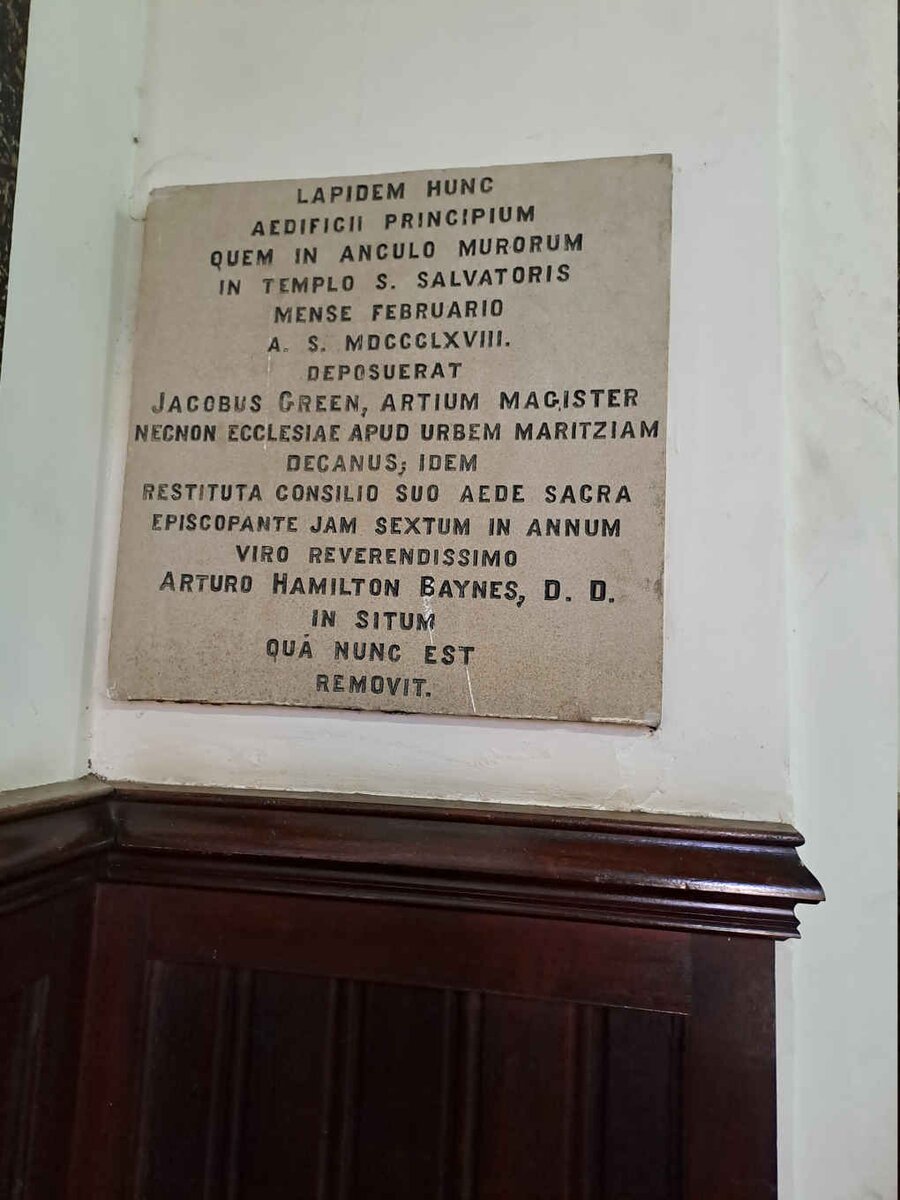 LAPIDEM HUNC
AEDIFICII PRINCIPIUM
QUEM IN ANGULO MURORUM
IN TEMPLO S. SALVATORIS
MENSE FEBRUARIO
A. S. MDCCCLXVIII.
DEPOSUERAT
JACOBUS GREEN, ARTIUM MAGISTER
NECNON ECCLESIAE APUD URBEM MARITZIAM
DECANUS; IDEM
RESTITUTA CONSILIO SUO AEDE SACRA
EPISCOPANTE JAM SEXTUM IN ANNUM
VIRO REVERENDISSIMO
ARTURO HAMILTON BAYNES, D. D.
IN SITUM
QUÁ NUNC EST
REMOVIT.